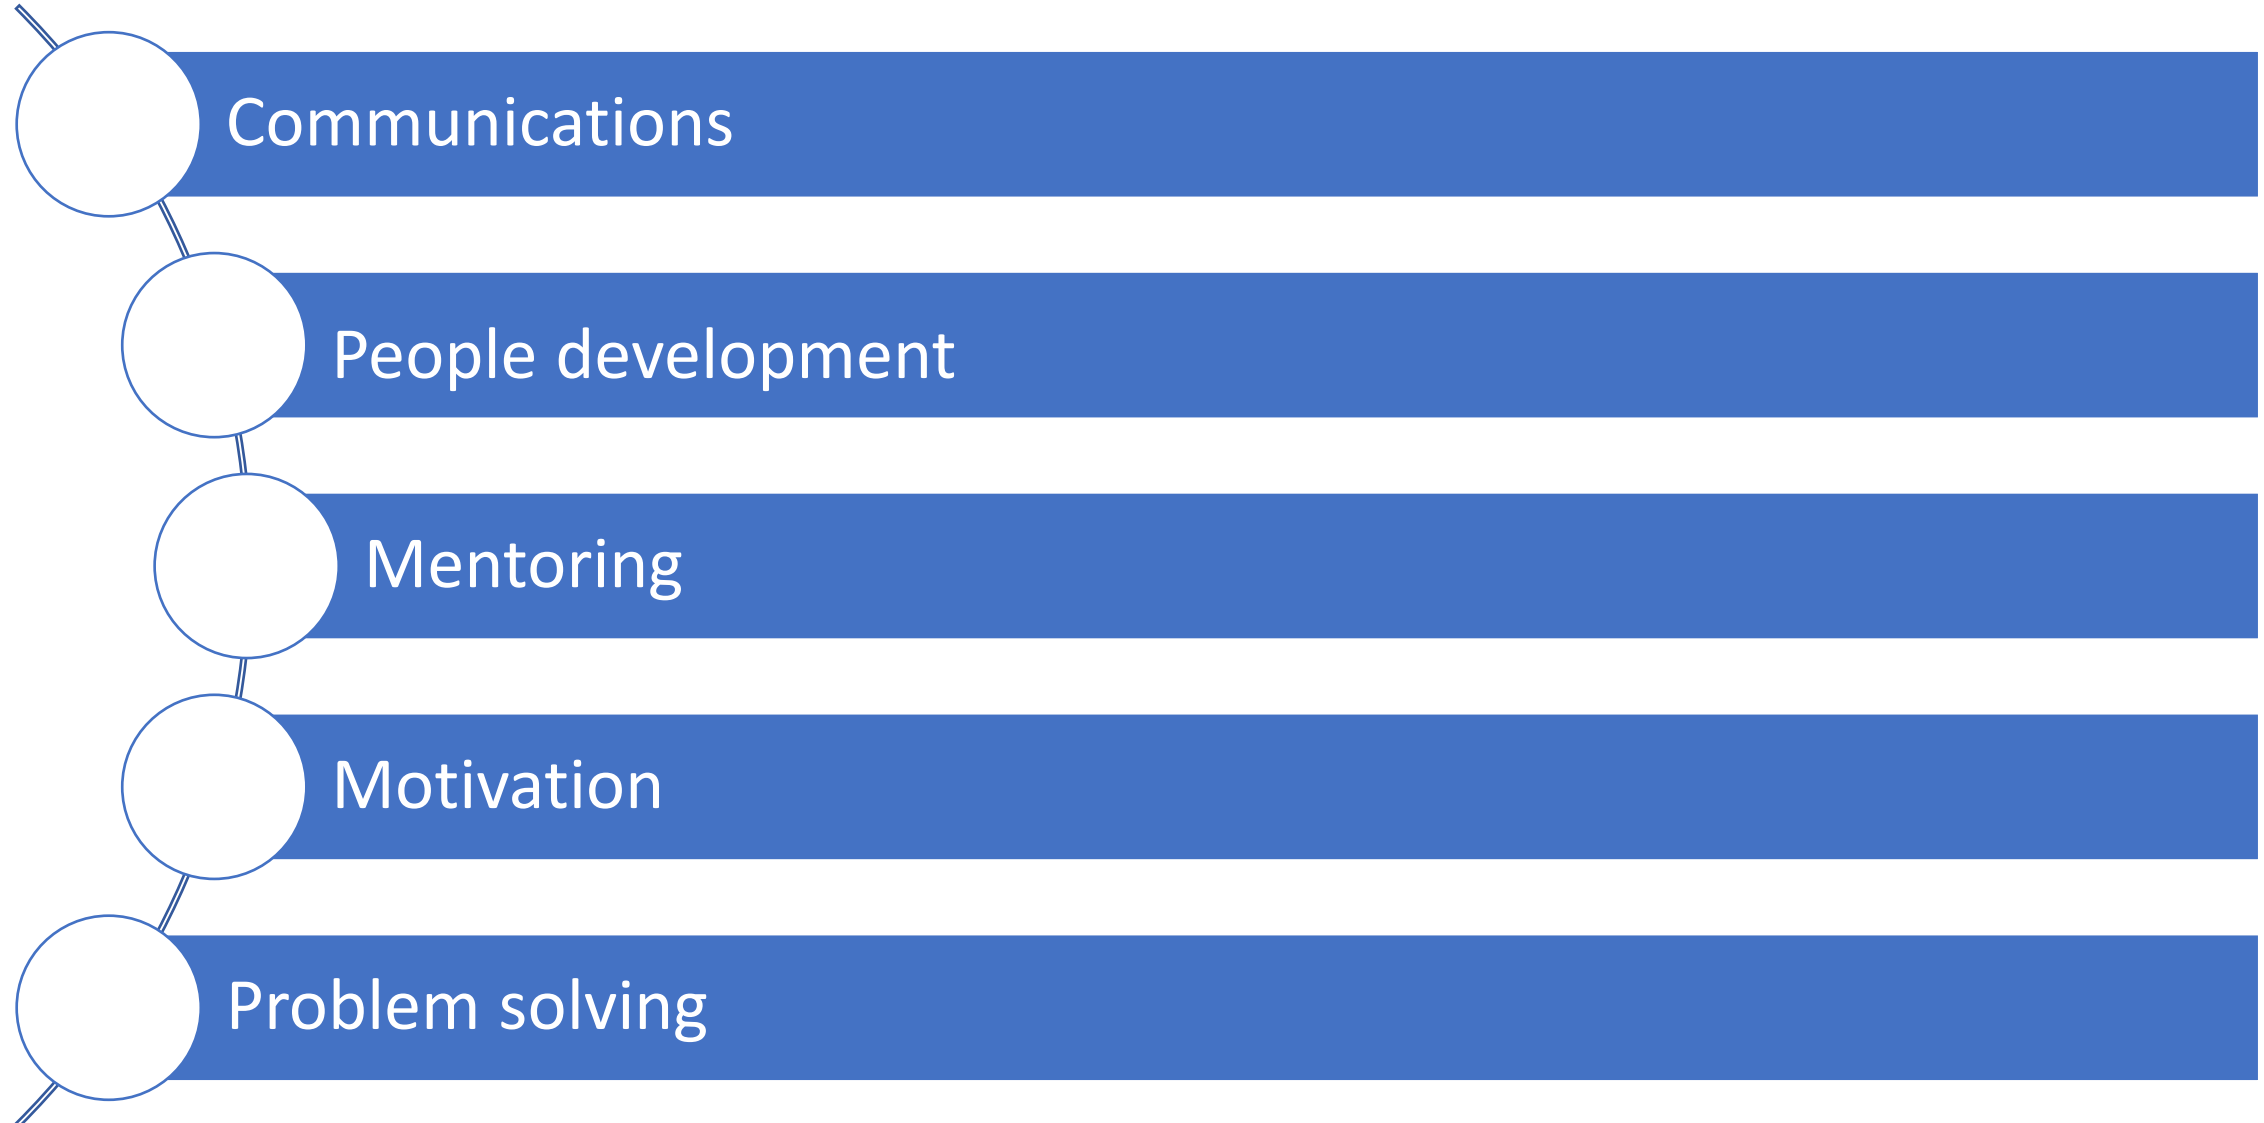 Communications
People development
Mentoring
Motivation
Problem solving